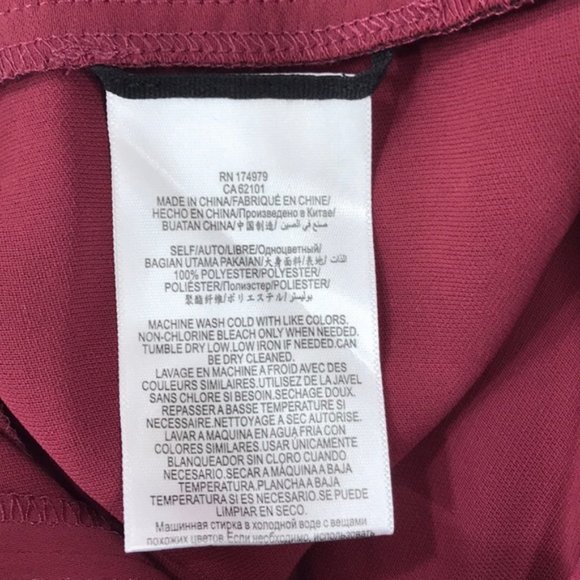 RN 174979
CA 62101
MADE IN CHINA/FABRIQUÉ EN CHINE/
HECHO EN CHINA/Произведено в Китае/
BUATAN CHINA/中国制造/ صنع في الصين
SELF/AUTO/LIBRE/Одноцветный/
BAGIAN UTAMA PAKAIAN/大身面料/表地/ الذات
100% POLYESTER/POLYESTER/
POLIÉSTER/Полиэстер/POLIESTER/
聚酯纤维/ポリエステル/ بوليستر
MACHINE WASH COLD WITH LIKE COLORS.
NON-CHLORINE BLEACH ONLY WHEN NEEDED.
TUMBLE DRY LOW.LOW IRON IF NEEDED.CAN
BE DRY CLEANED.
LAVAGE EN MACHINE A FROID AVEC DES
COULEURS SIMILAIRES.UTILISEZ DE LA JAVEL
SANS CHLORE SI BESOIN.SECHAGE DOUX.
REPASSER A BASSE TEMPERATURE SI
NECESSAIRE.NETTOYAGE A SEC AUTORISE.
LAVAR A MAQUINA EN AGUA FRIA CON
COLORES SIMILARES.USAR ÚNICAMENTE
BLANQUEADOR SIN CLORO CUANDO
NECESARIO.SECAR A MÁQUINA A BAJA
TEMPERATURA.PLANCHAR A BAJA
TEMPERATURA SI ES NECESARIO.SE PUEDE
LIMPIAR EN SECO.
Машинная стирка в холодной воде с вещами
похожих цветов.Если необходимо, использовать